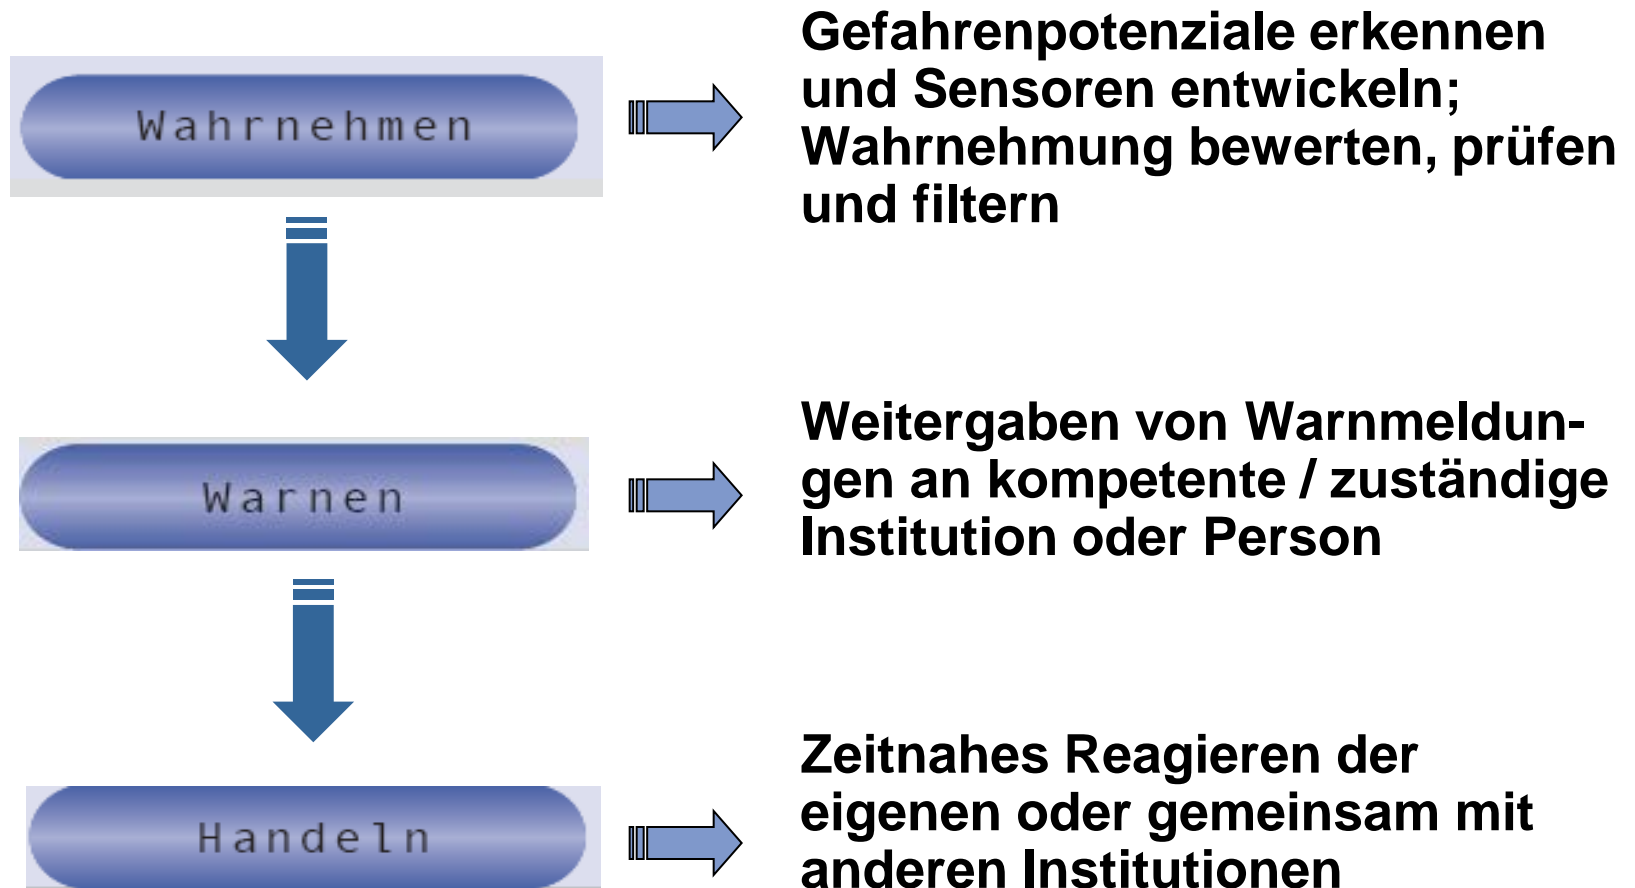 Wahrnehmen
Gefahrenpotenziale erkennen
und Sensoren entwickeln;
Wahrnehmung bewerten, prüfen
und filtern
Warnen
Weitergaben von Warnmeldun-
gen an kompetente / zuständige
Institution oder Person
Handeln
Zeitnahes Reagieren der
eigenen oder gemeinsam mit
anderen Institutionen